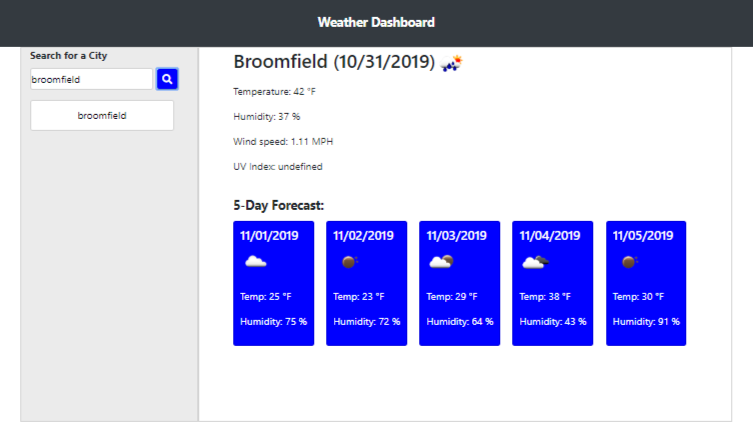 Weather Dashboard
Search for a City
broomfield
broomfield
Broomfield (10/31/2019)
Temperature: 42 °F
Humidity: 37 %
Wind speed: 1.11 MPH
UV Index: undefined
5-Day Forecast:
11/01/2019
Temp: 25 °F
Humidity: 75 %
11/02/2019
Temp: 23 °F
Humidity: 72 %
11/03/2019
Temp: 29 °F
Humidity: 64 %
11/04/2019
Temp: 38 °F
Humidity: 43 %
11/05/2019
Temp: 30 °F
Humidity: 91 %